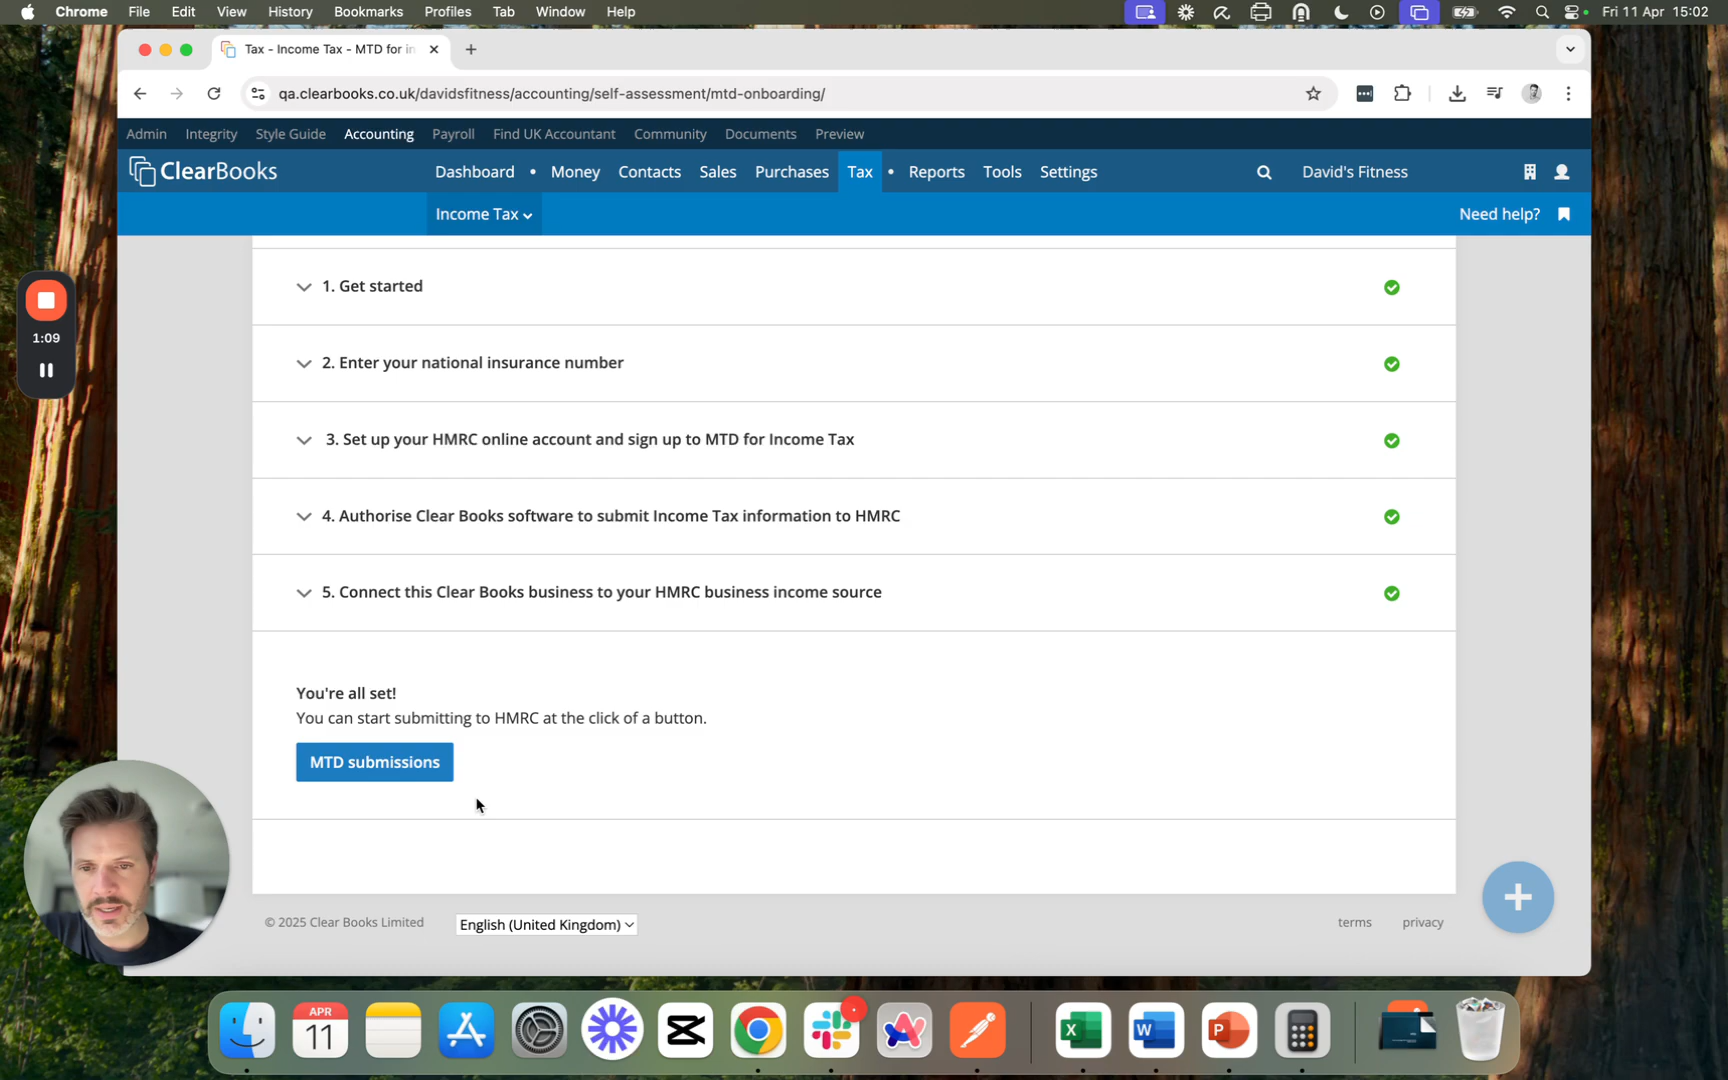 Chrome File Edit View History Bookmarks Profiles Tab Window Help Fri 11 Apr 15:02
Tax - Income Tax - MTD for in
qa.clearbooks.co.uk/davidsfitness/accounting/self-assessment/mtd-onboarding/
Admin Integrity Style Guide Accounting Payroll Find UK Accountant Community Documents Preview
ClearBooks Dashboard • Money Contacts Sales Purchases Tax • Reports Tools Settings David's Fitness
Income Tax Need help?
1. Get started
1:09
2. Enter your national insurance number
3. Set up your HMRC online account and sign up to MTD for Income Tax
4. Authorise Clear Books software to submit Income Tax information to HMRC
5. Connect this Clear Books business to your HMRC business income source
You're all set!
You can start submitting to HMRC at the click of a button.
MTD submissions
© 2025 Clear Books Limited English (United Kingdom) terms privacy
APR
11
X W P